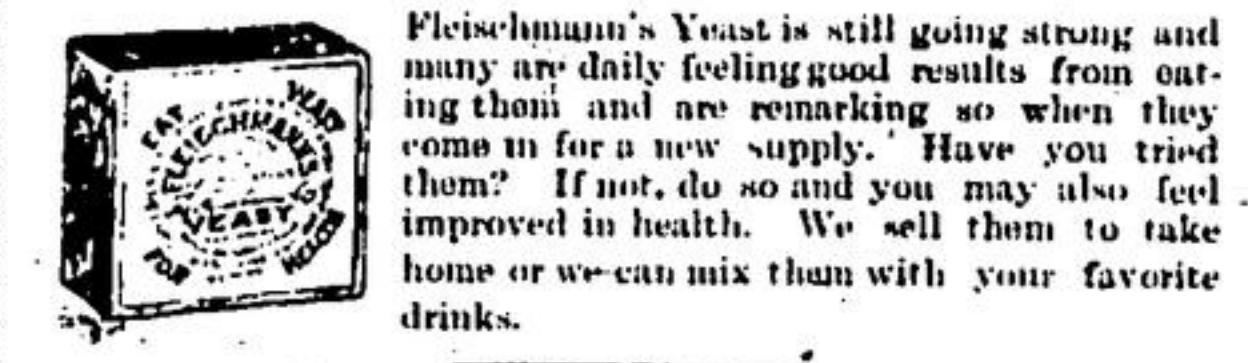 EAT YEAST
FLEISCHMANN'S
YEAST
FOR HEALTH
Fleischmann's Yeast is still going strong and
many are daily feeling good results from eat-
ing them and are remarking so when they
come in for a new supply. Have you tried
them? If not, do so and you may also feel
improved in health. We sell them to take
home or we can mix them with your favorite
drinks.